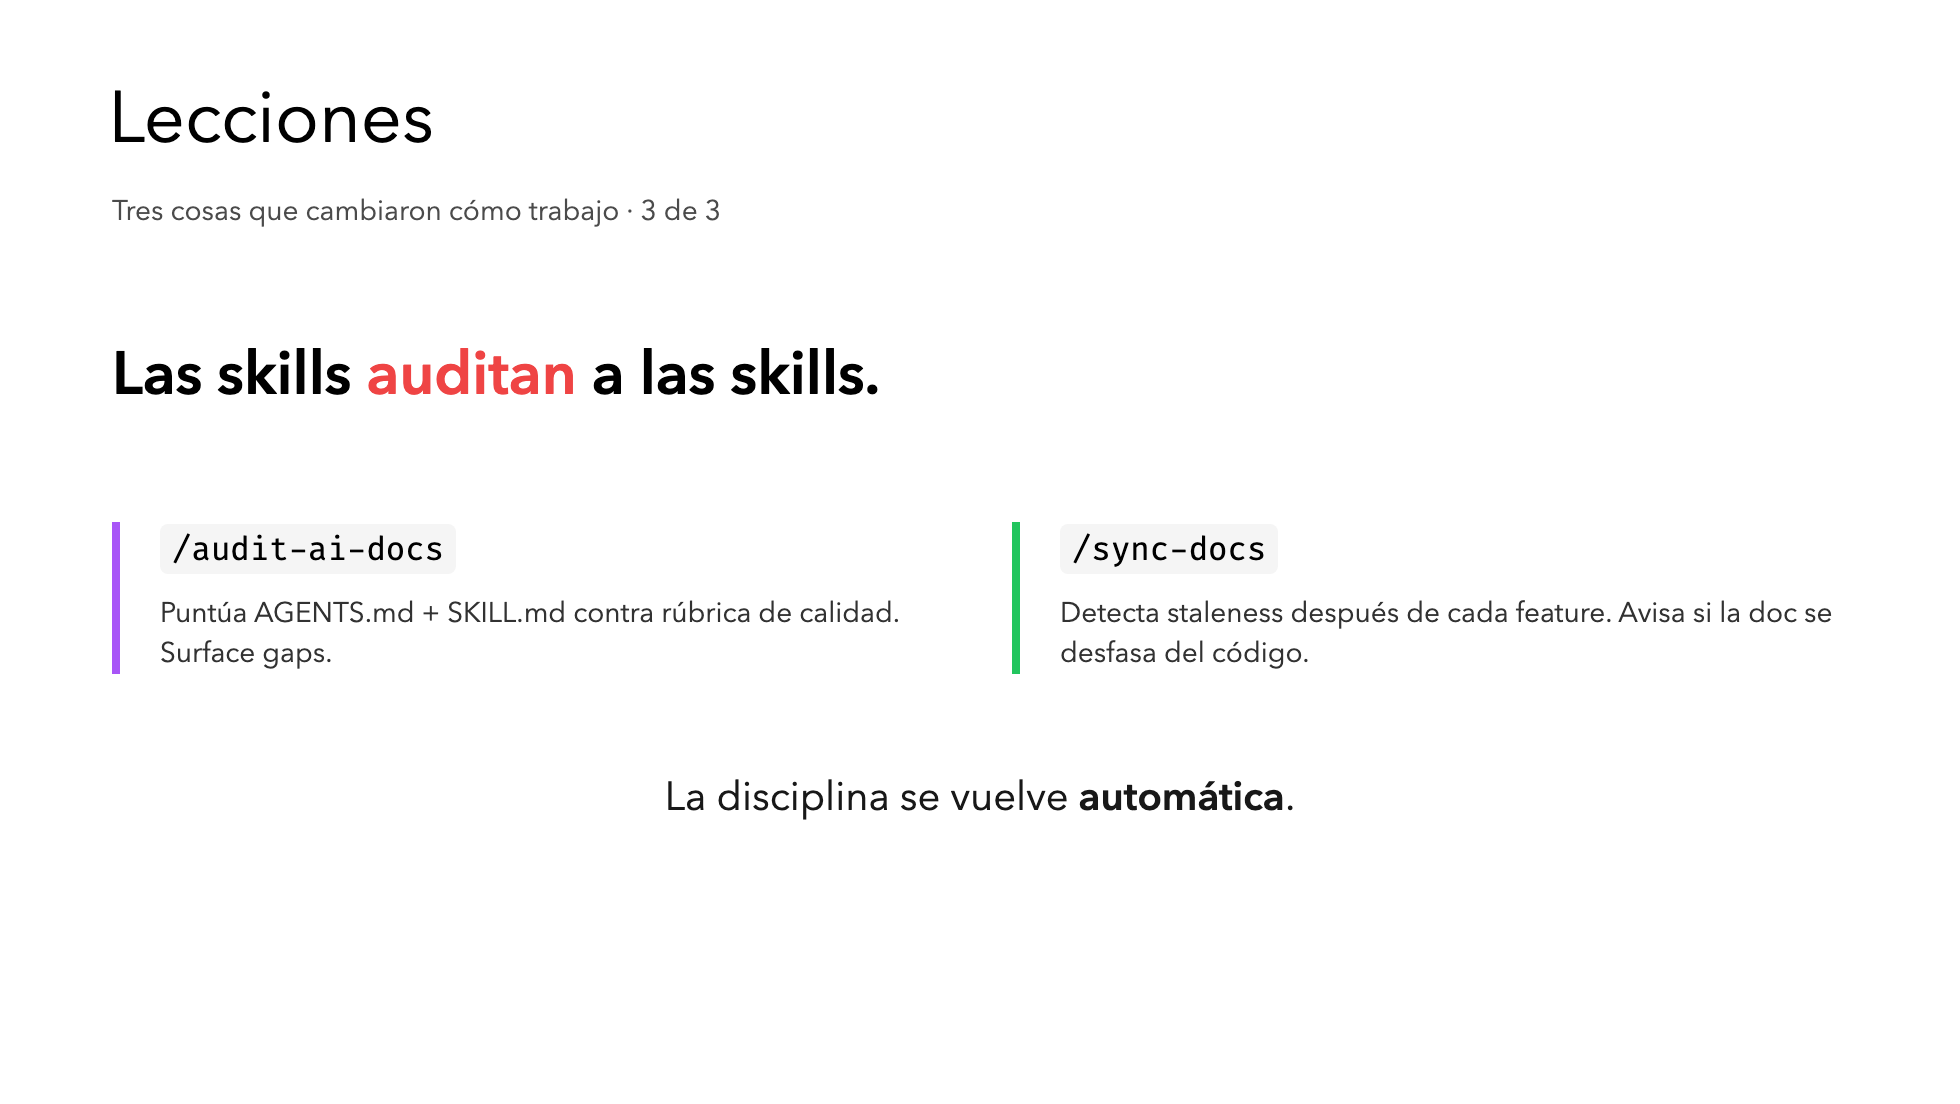 Lecciones
Tres cosas que cambiaron cómo trabajo · 3 de 3
Las skills auditan a las skills.
/audit-ai-docs
Puntúa AGENTS.md + SKILL.md contra rúbrica de calidad.
Surface gaps.
/sync-docs
Detecta staleness después de cada feature. Avisa si la doc se
desfasa del código.
La disciplina se vuelve automática.